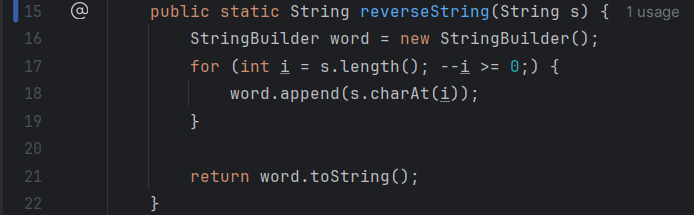 15 @ public static String reverseString(String s) { 1 usage
16 StringBuilder word = new StringBuilder();
17 for (int i = s.length(); --i >= 0;) {
18 word.append(s.charAt(i));
19 }
20
21 return word.toString();
22 }